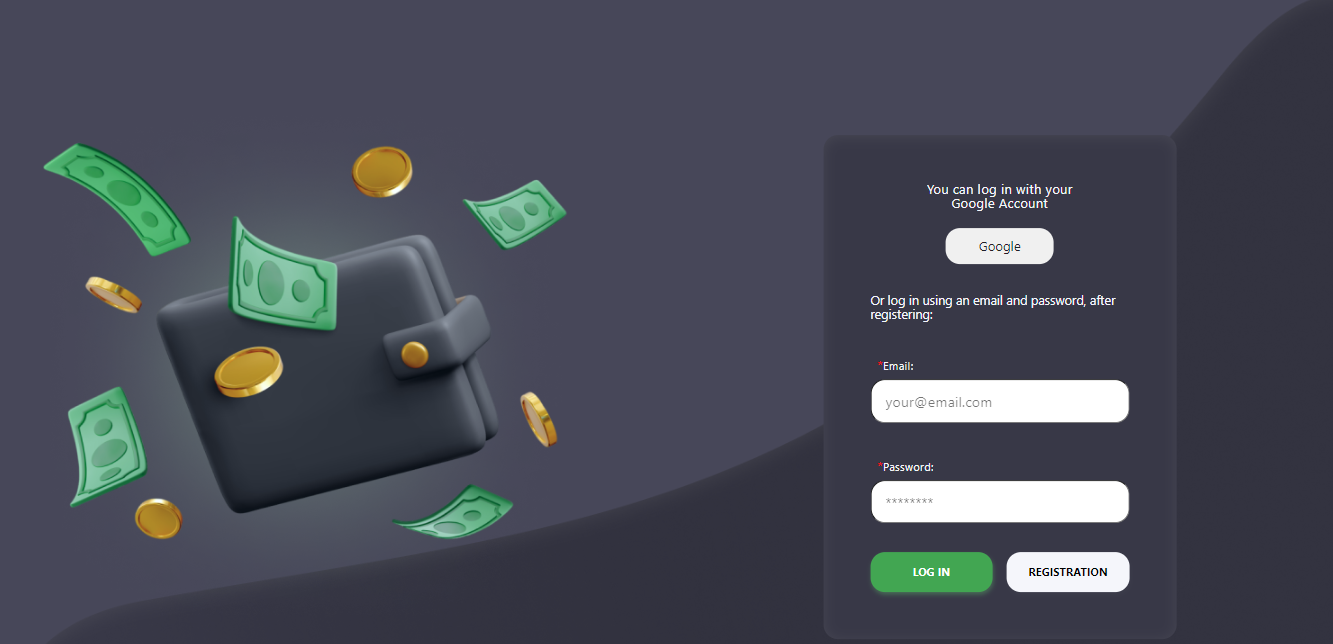 You can log in with your
Google Account
Google
Or log in using an email and password, after
registering:
*Email:
your@email.com
*Password:
********
LOG IN
REGISTRATION